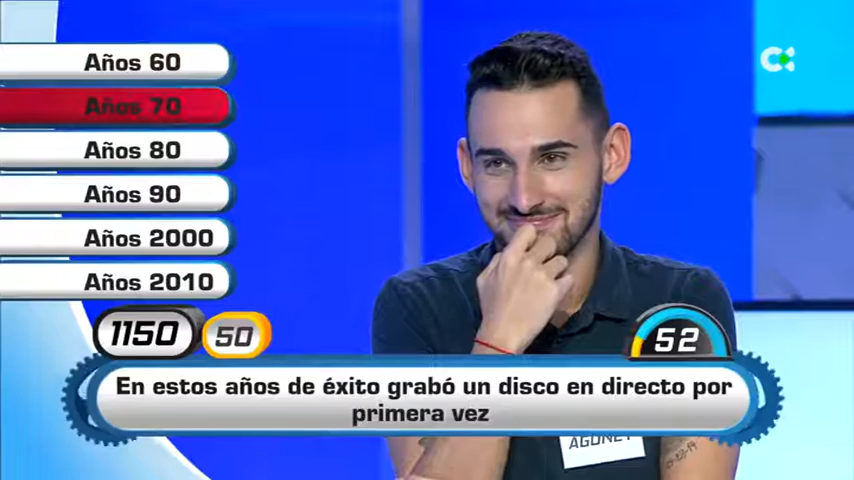 Años 60
Años 70
Años 80
Años 90
Años 2000
Años 2010
1150
50
52
En estos años de éxito grabó un disco en directo por
primera vez
AGONEY